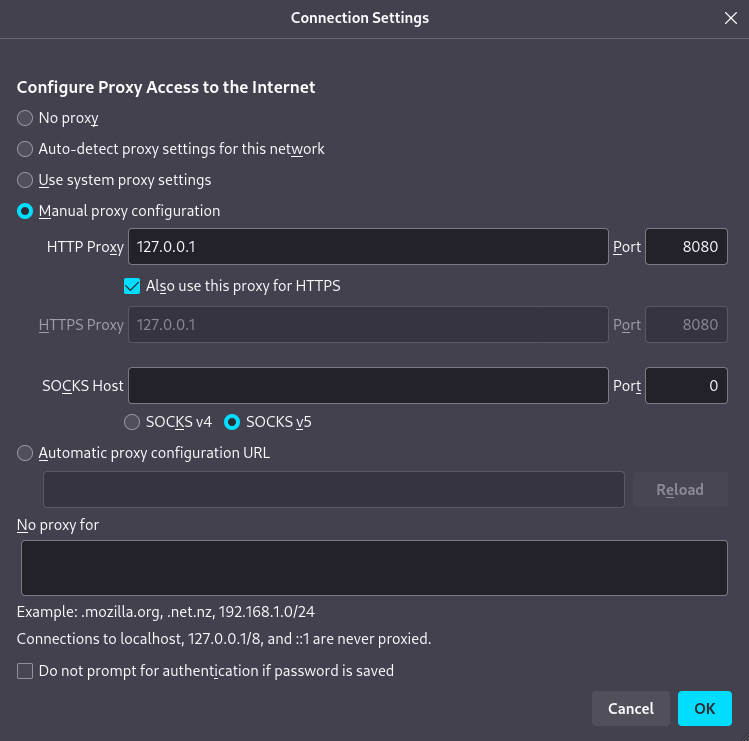 Connection Settings
Configure Proxy Access to the Internet
No proxy
Auto-detect proxy settings for this network
Use system proxy settings
Manual proxy configuration
HTTP Proxy 127.0.0.1 Port 8080
Also use this proxy for HTTPS
HTTPS Proxy 127.0.0.1 Port 8080
SOCKS Host Port 0
SOCKS v4 SOCKS v5
Automatic proxy configuration URL
Reload
No proxy for
Example: .mozilla.org, .net.nz, 192.168.1.0/24
Connections to localhost, 127.0.0.1/8, and ::1 are never proxied.
Do not prompt for authentication if password is saved
Cancel OK